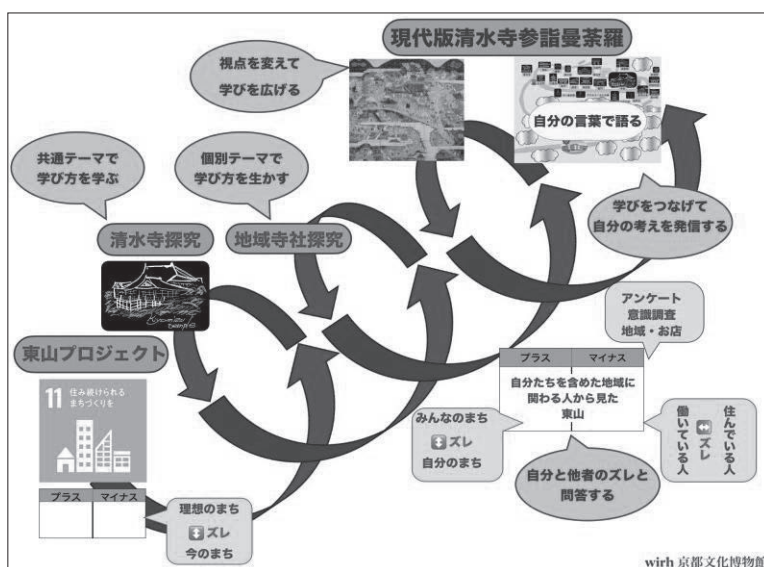 現代版清水寺参詣曼荼羅
視点を変えて
学びを広げる
自分の言葉で語る
共通テーマで
学び方を学ぶ
個別テーマで
学び方を生かす
学びをつなげて
自分の考えを発信する
清水寺探究
地域寺社探究
アンケート
意識調査
地域・お店
東山プロジェクト
11 住み続けられる
まちづくりを
プラス マイナス
自分たちを含めた地域に
関わる人から見た
東山
みんなのまち
ズレ
自分のまち
住んでいる人
ズレ
働いている人
自分と他者のズレと
問答する
プラス マイナス
理想のまち
ズレ
今のまち
wirh 京都文化博物館